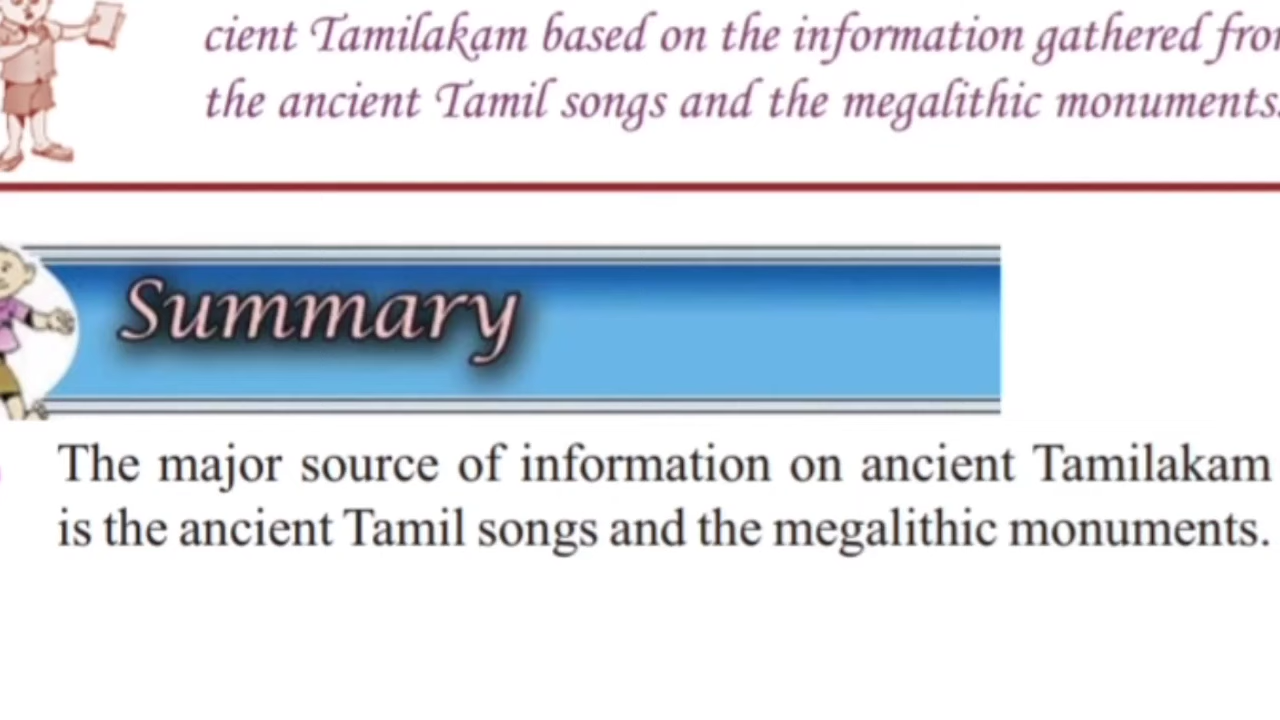 cient Tamilakam based on the information gathered
the ancient Tamil songs and the megalithic monuments.
Summary
The major source of information on ancient Tamilakam
is the ancient Tamil songs and the megalithic monuments.